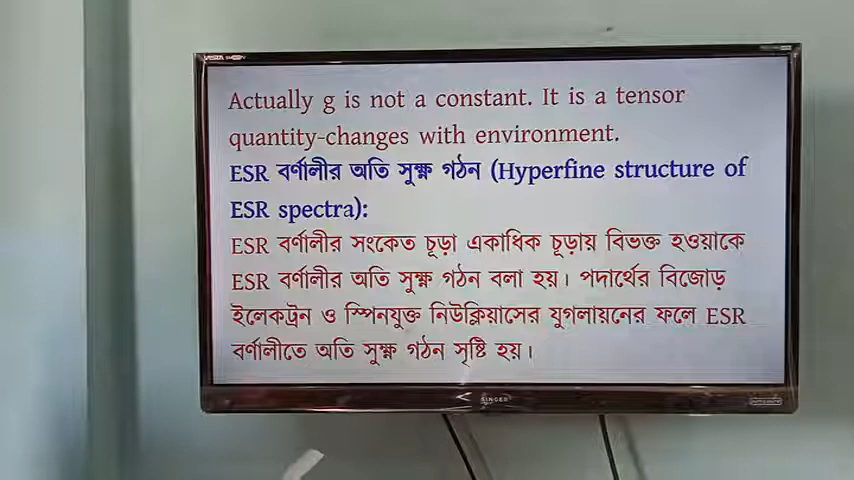 Actually g is not a constant. It is a tensor
quantity-changes with environment.
ESR বর্ণালীর অতি সুক্ষ্ণ গঠন (Hyperfine structure of
ESR spectra):
ESR বর্ণালীর সংকেত চূড়া একাধিক চূড়ায় বিভক্ত হওয়াকে
ESR বর্ণালীর অতি সুক্ষ্ণ গঠন বলা হয়। পদার্থের বিজোড়
ইলেকট্রন ও স্পিনযুক্ত নিউক্লিয়াসের যুগলায়নের ফলে ESR
বর্ণালীতে অতি সুক্ষ্ণ গঠন সৃষ্টি হয়।
SINGER